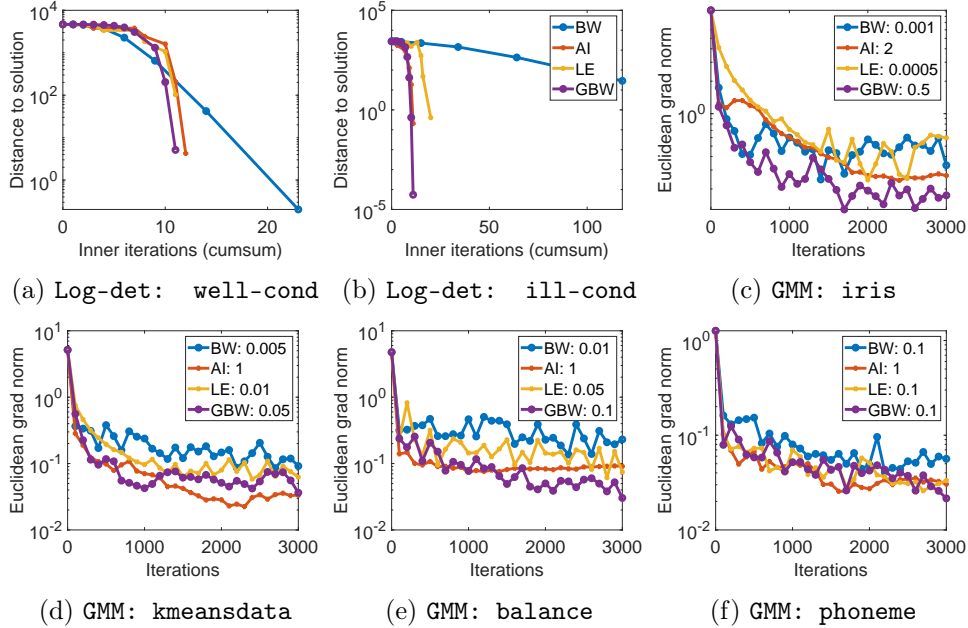 Distance to solution
10^4
10^2
10^0
0 10 20
Inner iterations (cumsum)
(a) Log-det: well-cond
Distance to solution
10^5
10^0
10^-5
0 50 100
Inner iterations (cumsum)
BW
AI
LE
GBW
(b) Log-det: ill-cond
Euclidean grad norm
10^0
0 1000 2000 3000
Iterations
BW: 0.001
AI: 2
LE: 0.0005
GBW: 0.5
(c) GMM: iris
Euclidean grad norm
10^1
10^0
10^-1
10^-2
0 1000 2000 3000
Iterations
BW: 0.005
AI: 1
LE: 0.01
GBW: 0.05
(d) GMM: kmeansdata
Euclidean grad norm
10^1
10^0
10^-1
10^-2
0 1000 2000 3000
Iterations
BW: 0.01
AI: 1
LE: 0.05
GBW: 0.1
(e) GMM: balance
Euclidean grad norm
10^0
10^-1
10^-2
0 1000 2000 3000
Iterations
BW: 0.1
AI: 1
LE: 0.1
GBW: 0.1
(f) GMM: phoneme